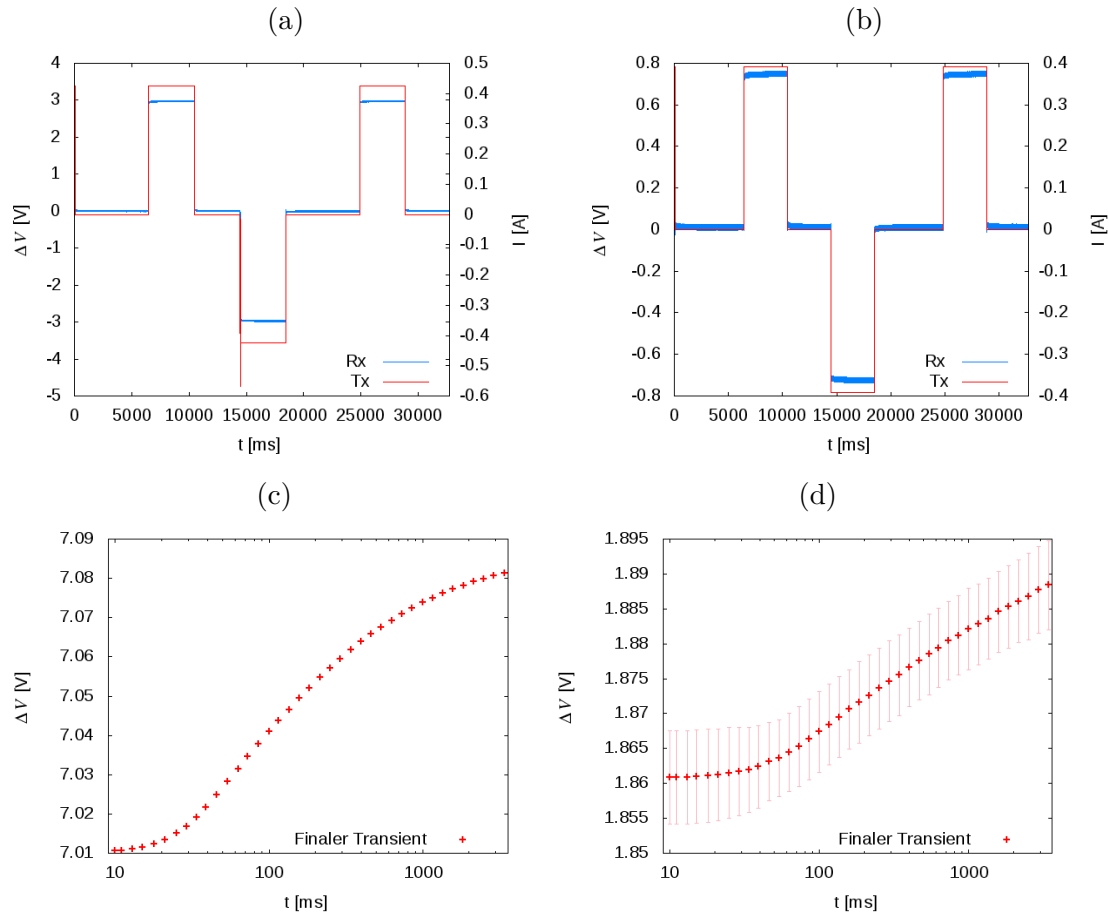 (a)
4
3
2
1
0
-1
-2
-3
-4
-5
0.5
0.4
0.3
0.2
0.1
0
-0.1
-0.2
-0.3
-0.4
-0.5
-0.6
0 5000 10000 15000 20000 25000 30000
Δ V [V]
I [A]
t [ms]
Rx
Tx
(b)
0.8
0.6
0.4
0.2
0
-0.2
-0.4
-0.6
-0.8
0.4
0.3
0.2
0.1
0
-0.1
-0.2
-0.3
-0.4
0 5000 10000 15000 20000 25000 30000
Δ V [V]
I [A]
t [ms]
Rx
Tx
(c)
7.09
7.08
7.07
7.06
7.05
7.04
7.03
7.02
7.01
10 100 1000
Δ V [V]
t [ms]
Finaler Transient
(d)
1.895
1.89
1.885
1.88
1.875
1.87
1.865
1.86
1.855
1.85
10 100 1000
Δ V [V]
t [ms]
Finaler Transient